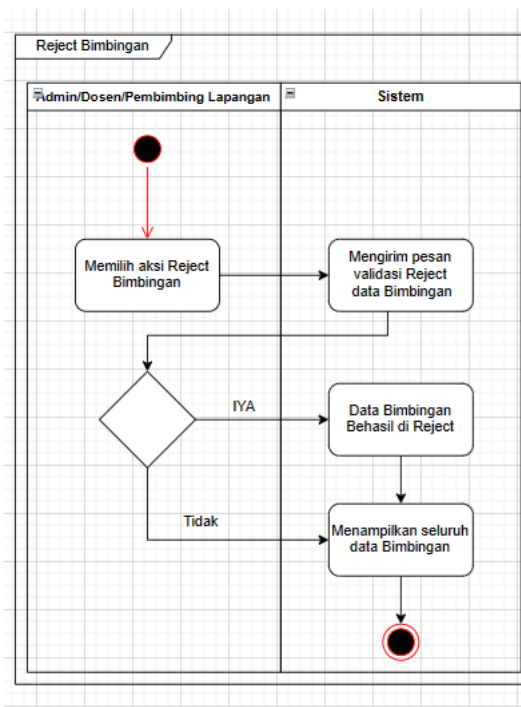 Reject Bimbingan
Admin/Dosen/Pembimbing Lapangan
Sistem
Memilih aksi Reject
Bimbingan
Mengirim pesan
validasi Reject
data Bimbingan
IYA
Data Bimbingan
Behasil di Reject
Tidak
Menampilkan seluruh
data Bimbingan